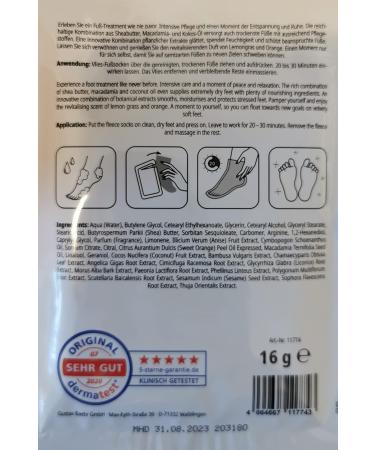 Erleben Sie ein Fuß-Treatment wie nie zuvor: Intensive Pflege und einen Moment der Entspannung und Ruhe. Die reich-
haltige Kombination aus Sheabutter, Macadamia- und Kokos-Öl versorgt auch trockenste Füße mit ausreichend Pflege-
stoffen. Eine innovative Kombination pflanzlicher Extrakte glättet, spendet Feuchtigkeit und schützt beanspruchte Füße.
Lassen Sie sich verwöhnen und genießen Sie den revitalisierenden Duft von Lemongras und Orange. Einen Moment nur
für sich selbst, damit Sie auf samtweichen Füßen neuen Zielen entgegenschweben.
Anwendung: Vlies-Fußsocken über die gereinigten, trockenen Füße ziehen und aufdrücken. 20 bis 30 Minuten ein-
wirken lassen. Das Vlies entfernen und verbleibende Reste einmassieren.
Experience a foot treatment like never before. Intensive care and a moment of peace and relaxation. The rich combination
of shea butter, macadamia and coconut oil even supplies extremely dry feet with plenty of nourishing ingredients. An
innovative combination of botanical extracts smooths, moisturises and protects stressed feet. Pamper yourself and enjoy
the revitalising scent of lemon grass and orange. A moment to yourself, so you can float towards new goals on velvety
soft feet.
Application: Put the fleece socks on clean, dry feet and press on. Leave to work for 20 – 30 minutes. Remove the fleece
and massage in the rest.
20
Ingredients: Aqua (Water), Butylene Glycol, Cetearyl Ethylhexanoate, Glycerin, Cetearyl Alcohol, Glyceryl Stearate,
Stearic Acid, Butyrospermum Parkii (Shea) Butter, Sorbitan Sesquioleate, Carbomer, Arginine, 1,2-Hexanediol,
Caprylyl Glycol, Parfum (Fragrance), Limonene, Illicium Verum (Anise) Fruit Extract, Cymbopogon Schoenanthus
Oil, Sodium Citrate, Citral, Citrus Aurantium Dulcis (Sweet Orange) Peel Oil Expressed, Macadamia Ternifolia Seed
Oil, Linalool, Geraniol, Cocos Nucifera (Coconut) Fruit Extract, Bambusa Vulgaris Extract, Chamaecyparis Obtusa
Leaf Extract, Angelica Gigas Root Extract, Cimicifuga Racemosa Root Extract, Glycyrrhiza Glabra (Licorice) Root
Extract, Morus Alba Bark Extract, Paeonia Lactiflora Root Extract, Phellinus Linteus Extract, Polygonum Multiflorum
Root Extract, Scutellaria Baicalensis Root Extract, Sesamum Indicum (Sesame) Seed Extract, Sophora Flavescens
Root Extract, Thuja Orientalis Extract.
ORIGINAL
07
SEHR GUT
2020
dermatest®
5-sterne-garantie.de
KLINISCH GETESTET
Art.-Nr. 11774
16 g e
4 004667 117743
Gustav Baehr GmbH · Max-Eyth-Straße 39 · D-71332 Waiblingen
MHD 31.08.2023 203180